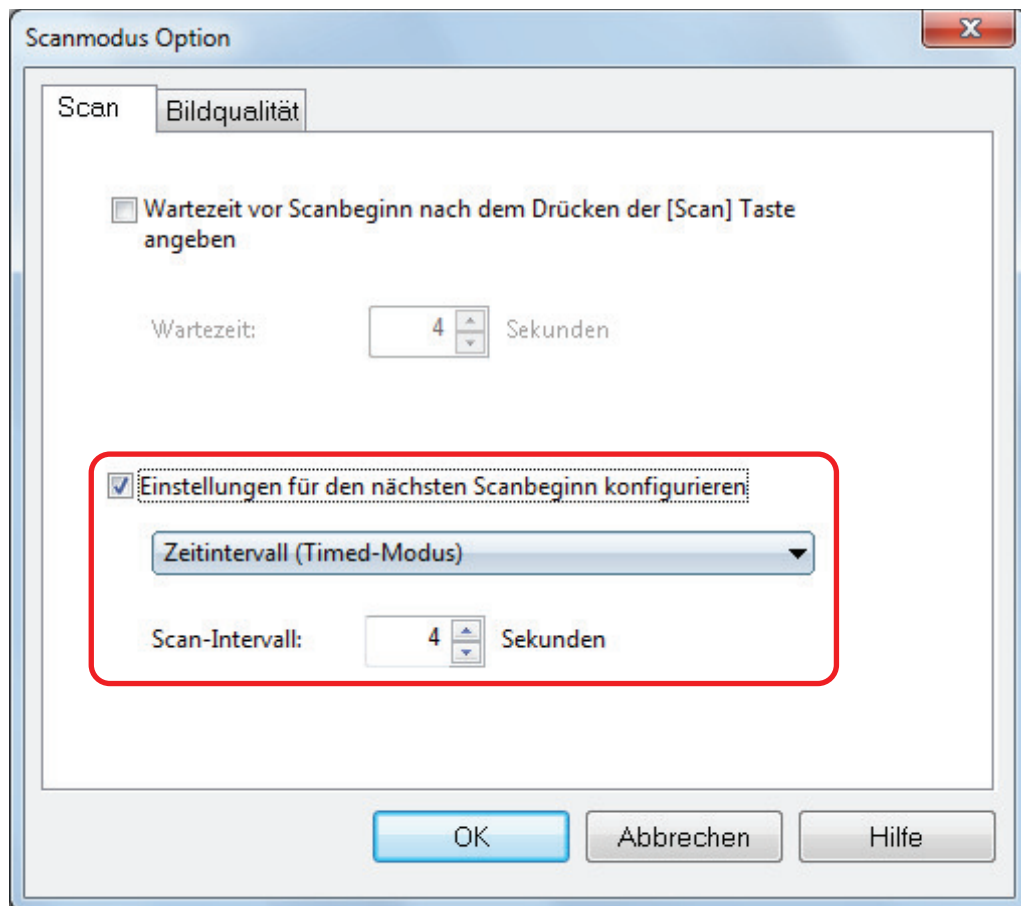 Scanmodus Option
Scan
Bildqualität
Wartezeit vor Scanbeginn nach dem Drücken der [Scan] Taste
angeben
Wartezeit: 4 Sekunden
Einstellungen für den nächsten Scanbeginn konfigurieren
Zeitintervall (Timed-Modus)
Scan-Intervall: 4 Sekunden
OK Abbrechen Hilfe